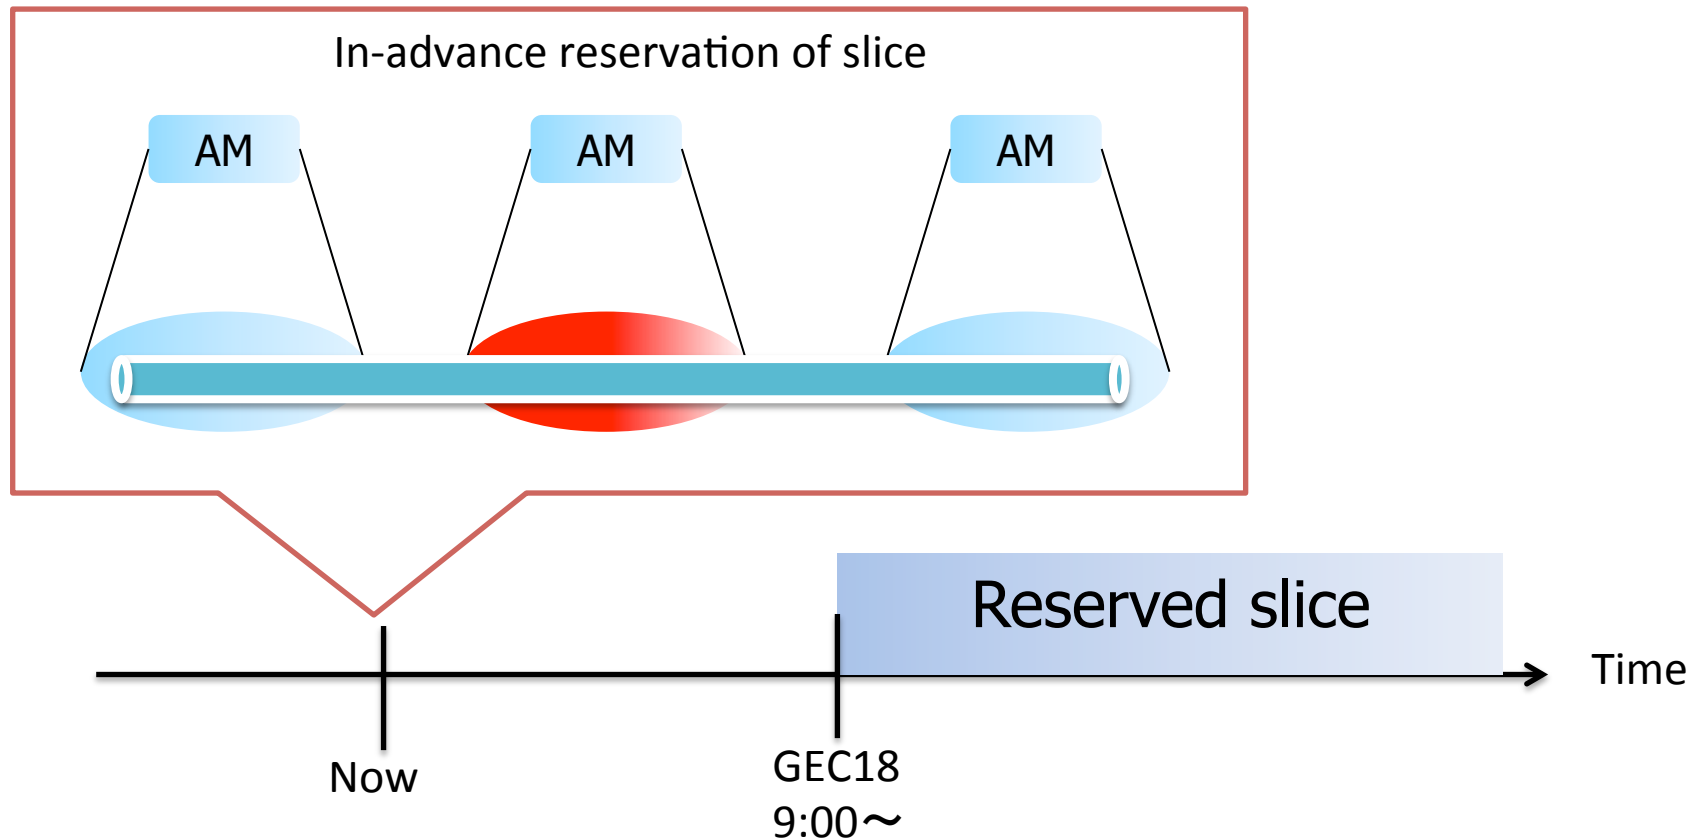 In-advance reservation of slice
AM
AM
AM
Reserved slice
Time
Now
GEC18
9:00～